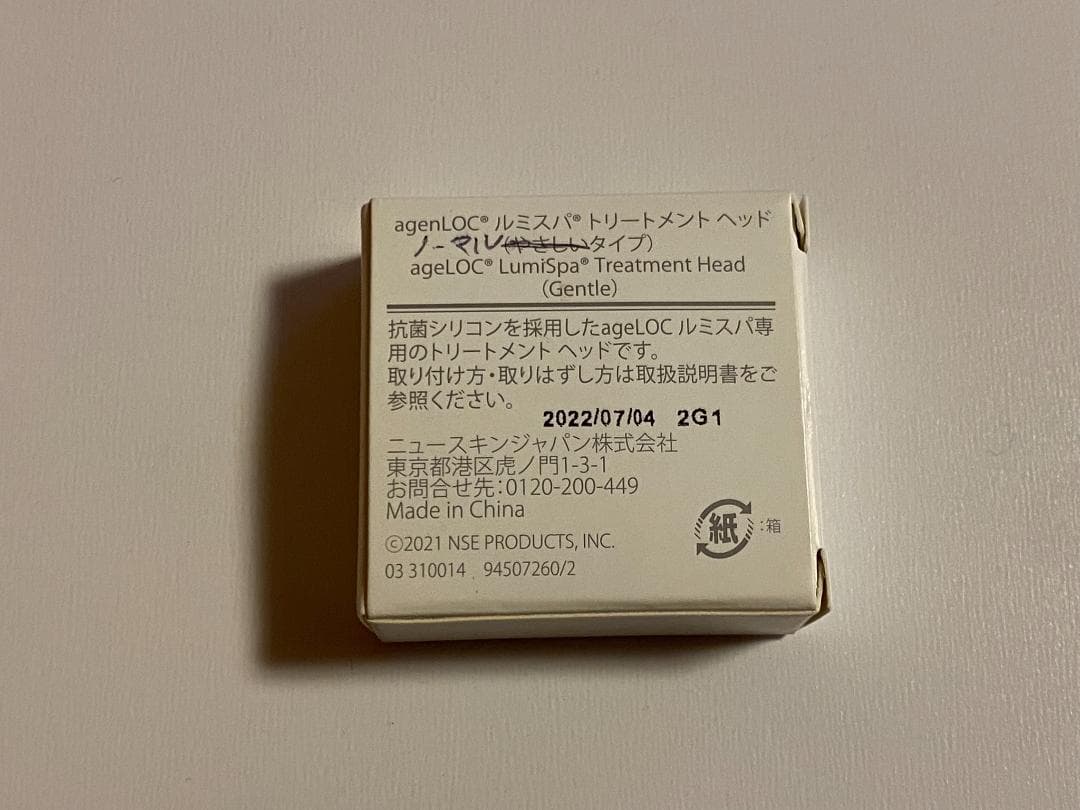 agenLOC® ルミスパ® トリートメント ヘッド
ノーマル(やさしいタイプ)
ageLOC® LumiSpa® Treatment Head
(Gentle)
抗菌シリコンを採用したageLOC ルミスパ専
用のトリートメント ヘッドです。
取り付け方・取りはずし方は取扱説明書をご
参照ください。
2022/07/04 2G1
ニュースキンジャパン株式会社
東京都港区虎ノ門1-3-1
お問合せ先:0120-200-449
Made in China
紙 :箱
©2021 NSE PRODUCTS, INC.
03 310014 94507260/2